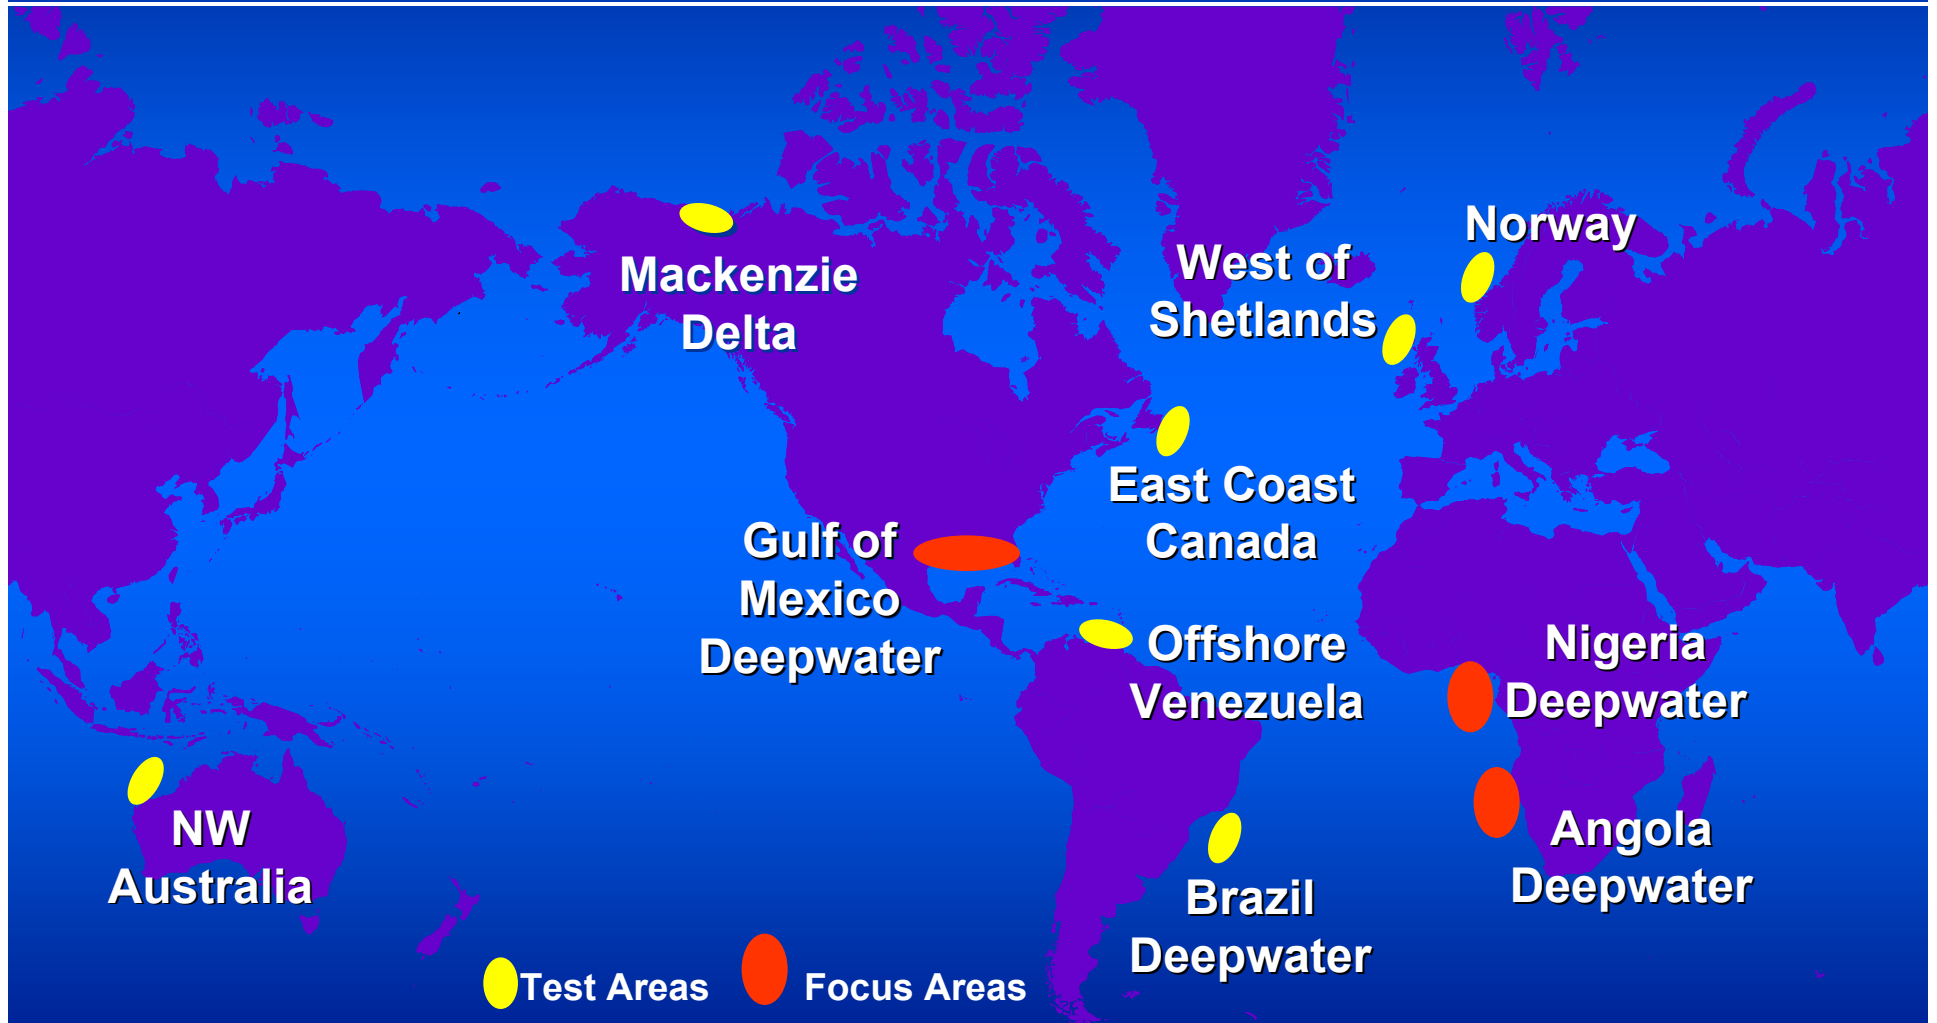 Norway
West of
Shetlands
Mackenzie
Delta
East Coast
Canada
Gulf of
Mexico
Deepwater
Offshore
Venezuela
Nigeria
Deepwater
NW
Australia
Angola
Deepwater
Brazil
Deepwater
Test Areas
Focus Areas